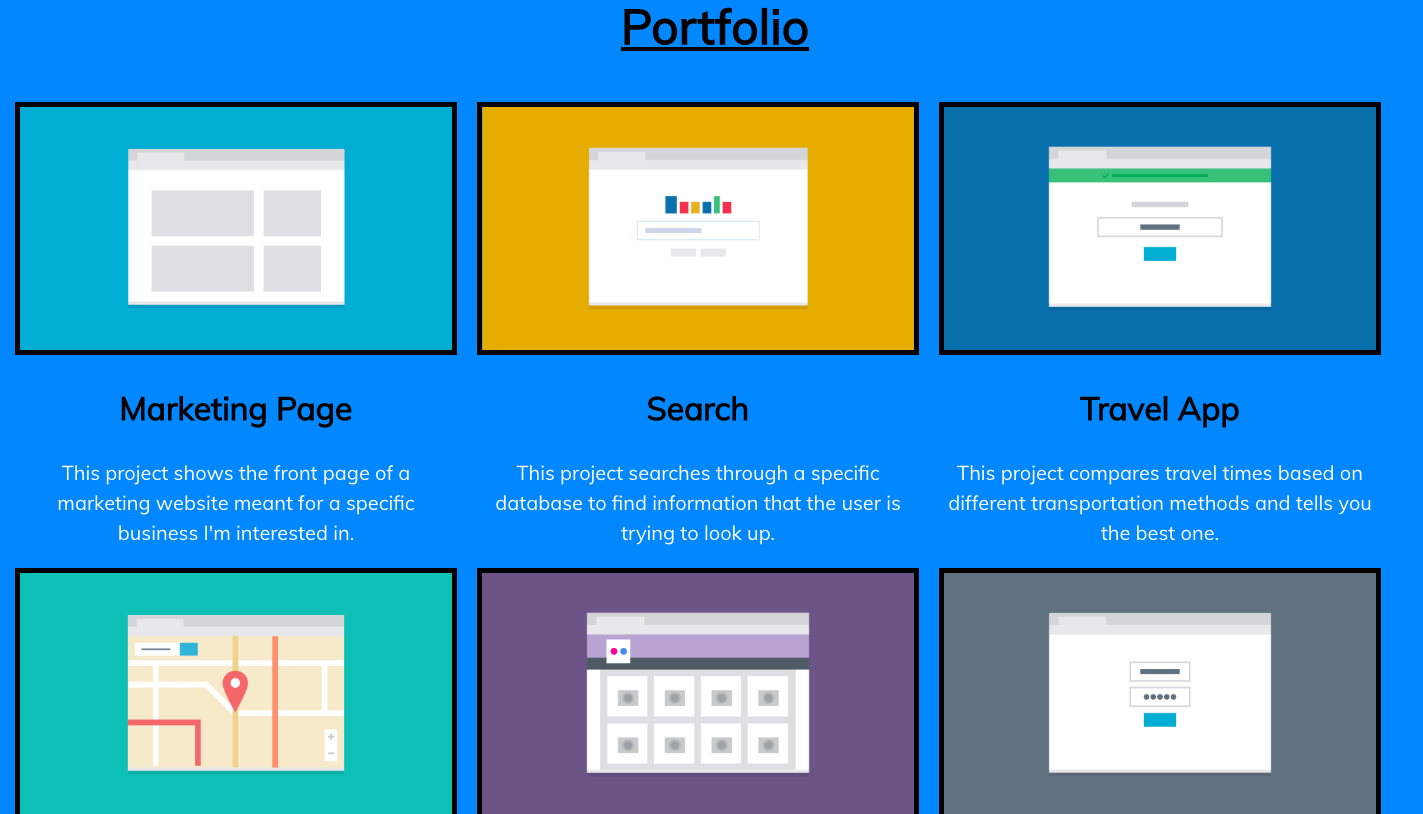 Portfolio
Marketing Page
Search
Travel App
This project shows the front page of a
marketing website meant for a specific
business I'm interested in.
This project searches through a specific
database to find information that the user is
trying to look up.
This project compares travel times based on
different transportation methods and tells you
the best one.